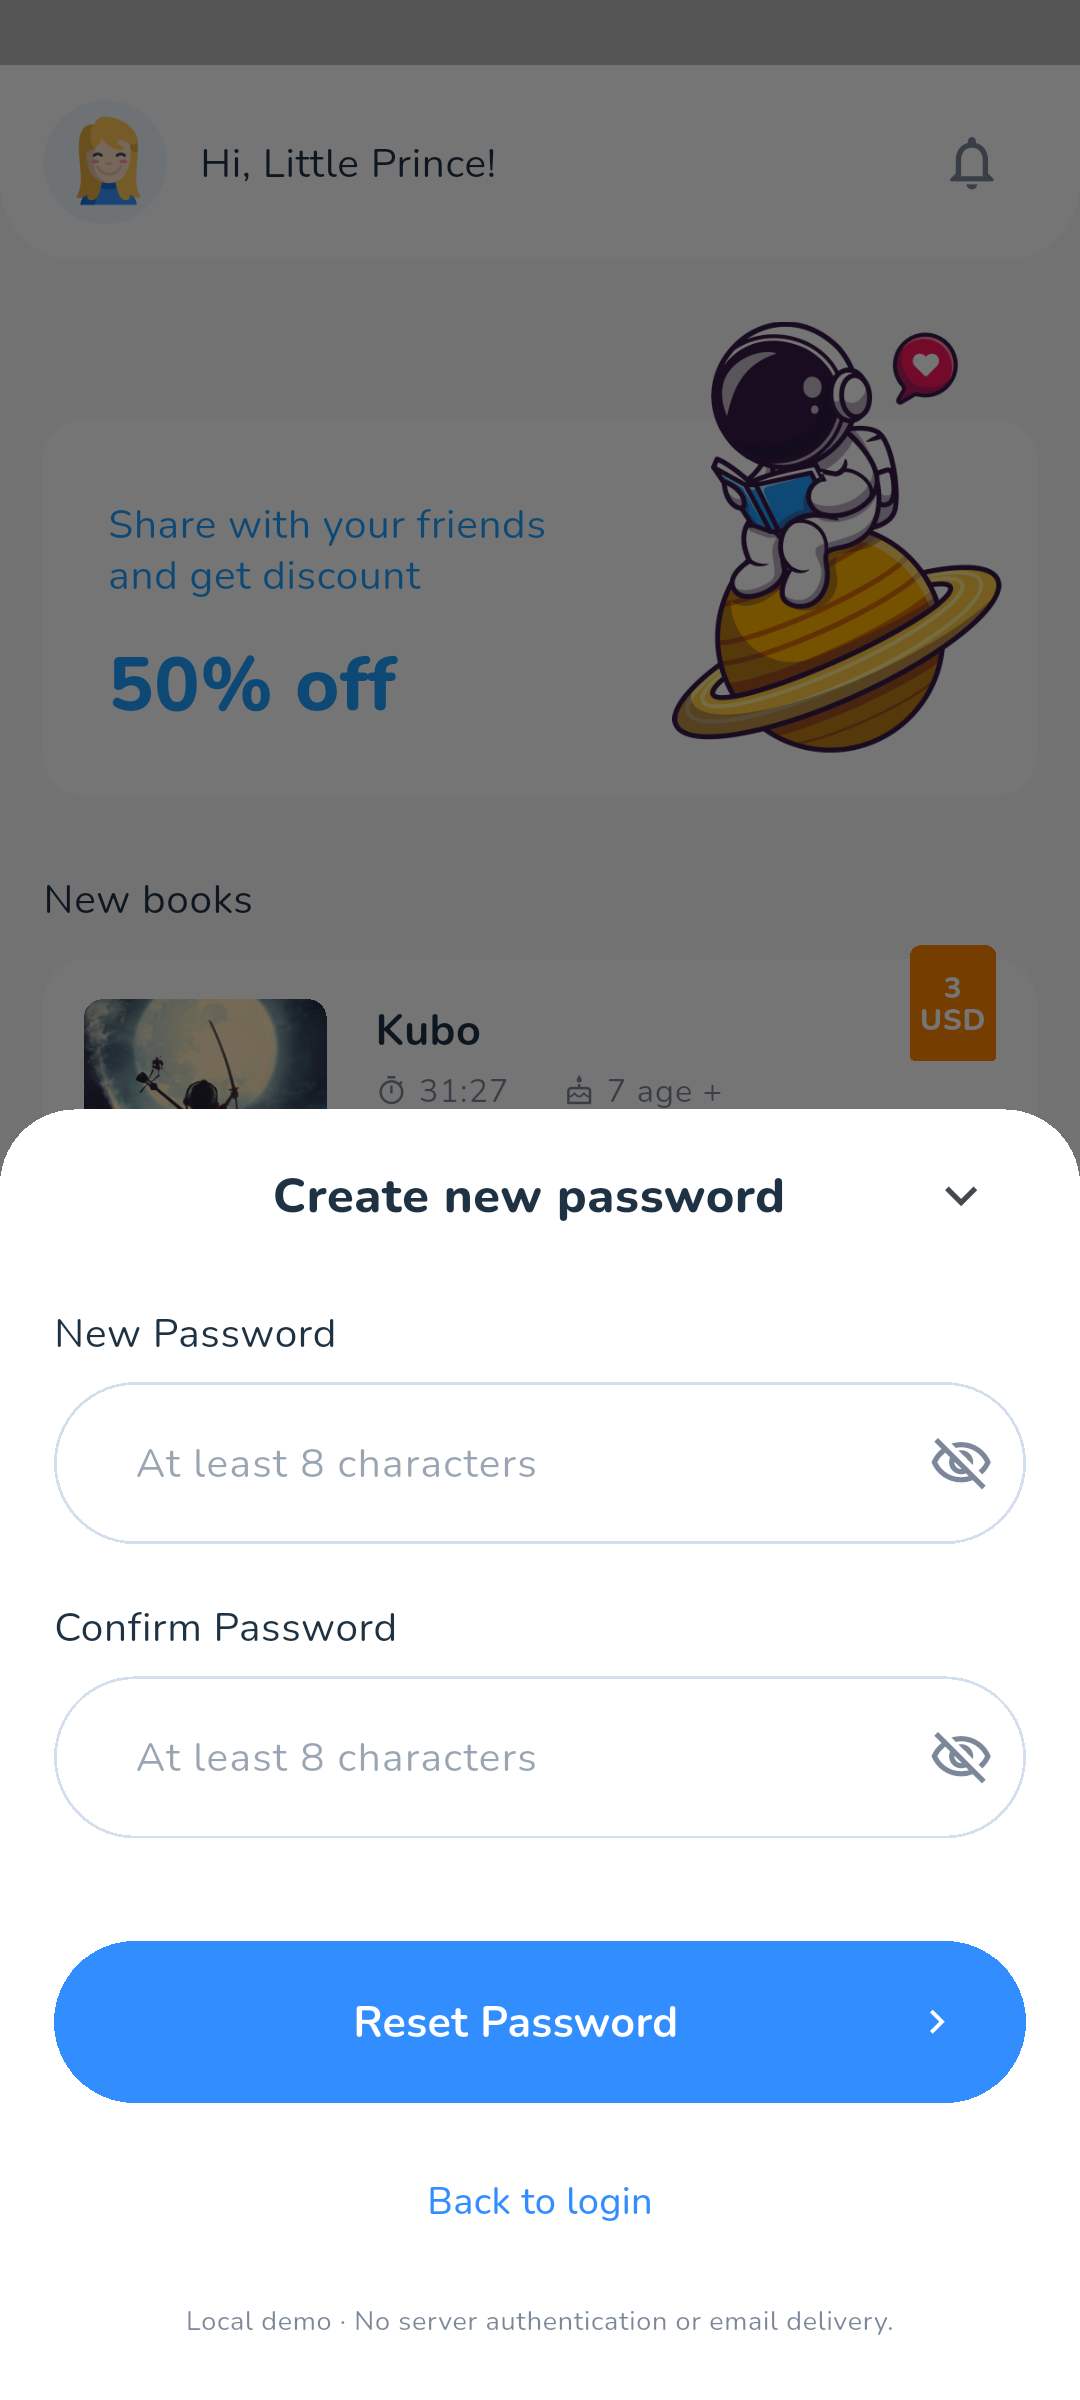 Hi, Little Prince!
Share with your friends
and get discount
50% off
New books
Kubo
3
USD
31:27
7 age +
Create new password
New Password
At least 8 characters
Confirm Password
At least 8 characters
Reset Password
Back to login
Local demo · No server authentication or email delivery.